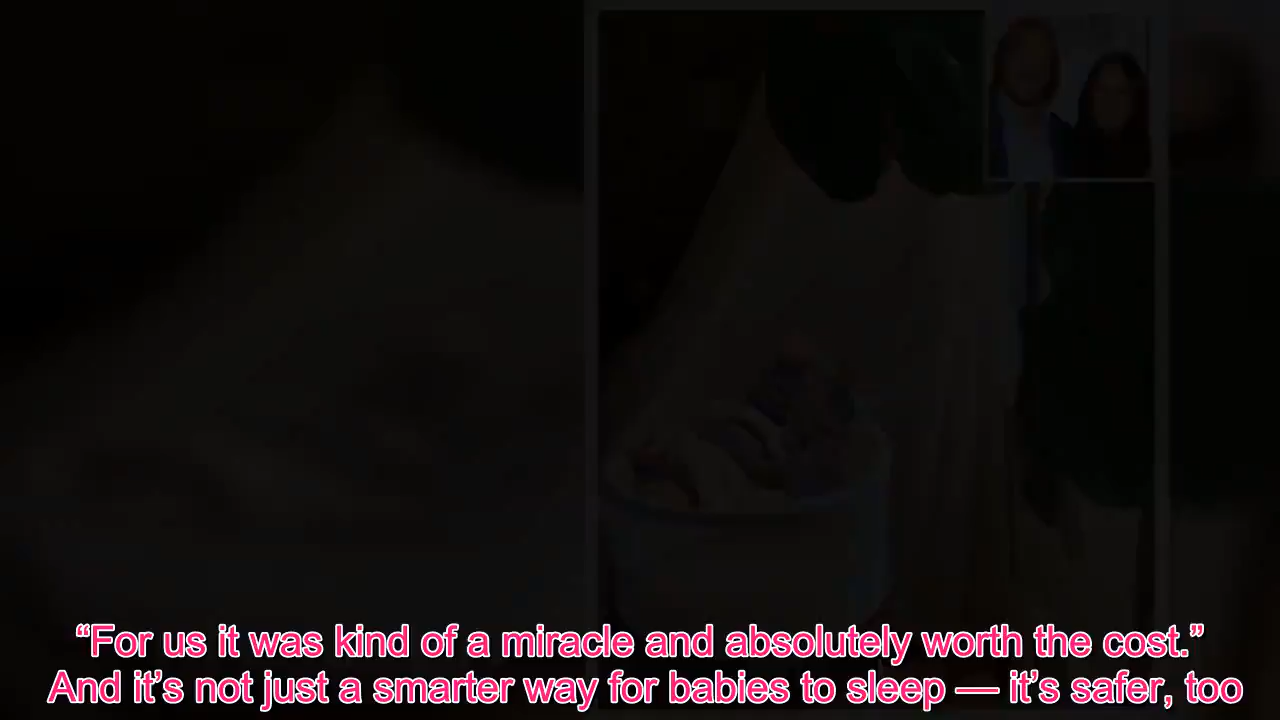 “For us it was kind of a miracle and absolutely worth the cost.”
And it’s not just a smarter way for babies to sleep — it’s safer, too